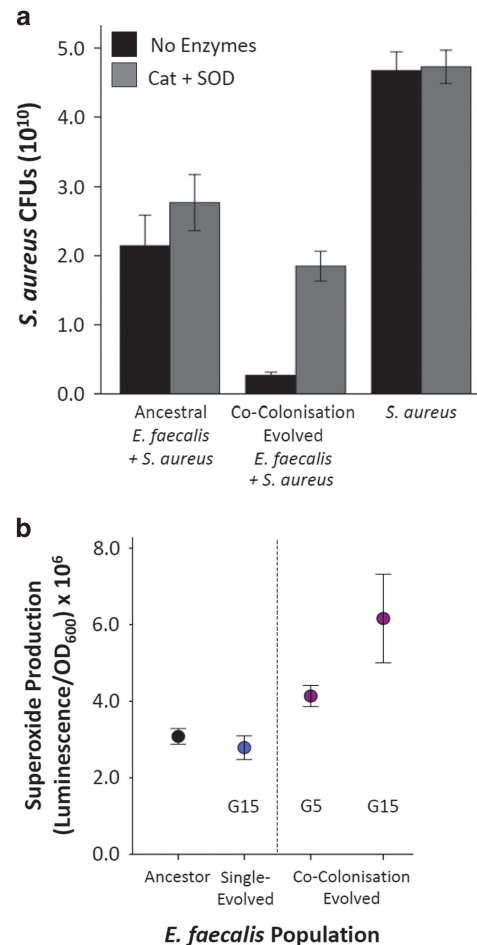 a
S. aureus CFUs (10¹⁰)
5.0
4.0
3.0
2.0
1.0
0.0
No Enzymes
Cat + SOD
Ancestral
E. faecalis
+ S. aureus
Co-Colonisation
Evolved
E. faecalis
+ S. aureus
S. aureus
b
Superoxide Production
(Luminescence/OD₆₀₀) x 10⁶
8.0
6.0
4.0
2.0
0.0
G15
G5
G15
Ancestor
Single-
Evolved
Co-Colonisation
Evolved
E. faecalis Population